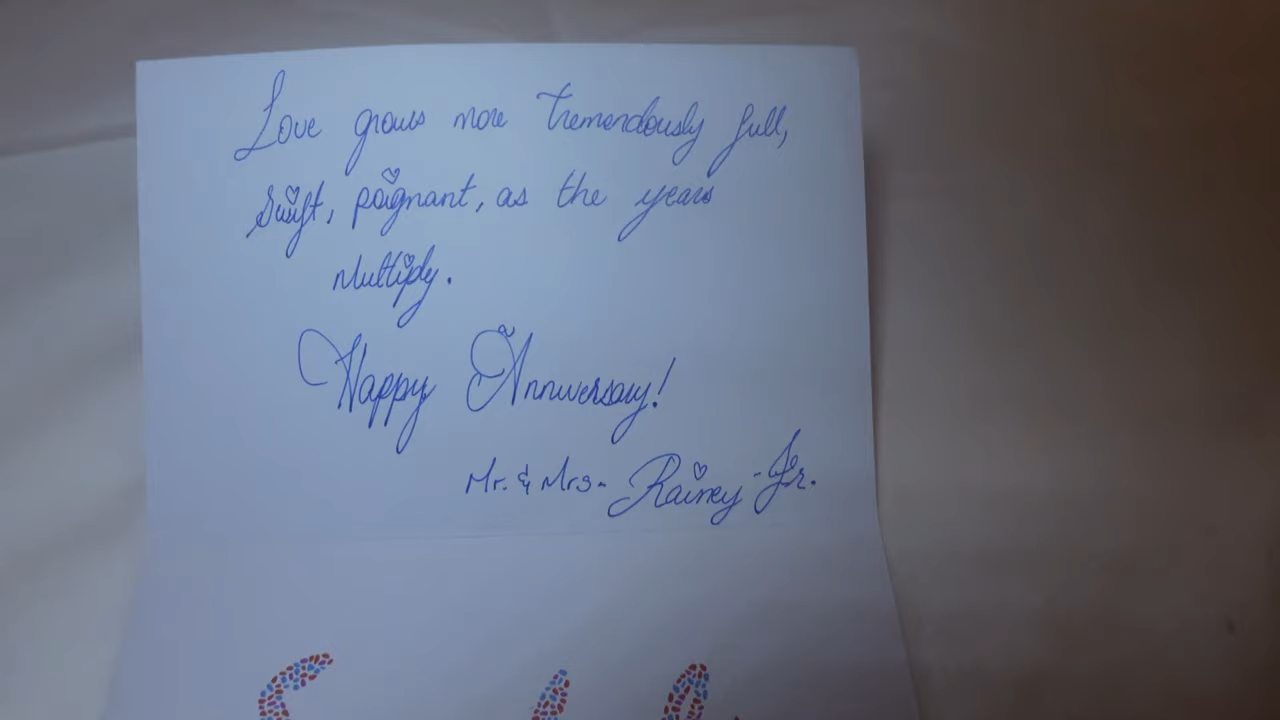 Love grows more tremendously full,
Swift, poignant, as the years
Multiply.
Happy Anniversary!
Mr. & Mrs. Rainey-Jr.